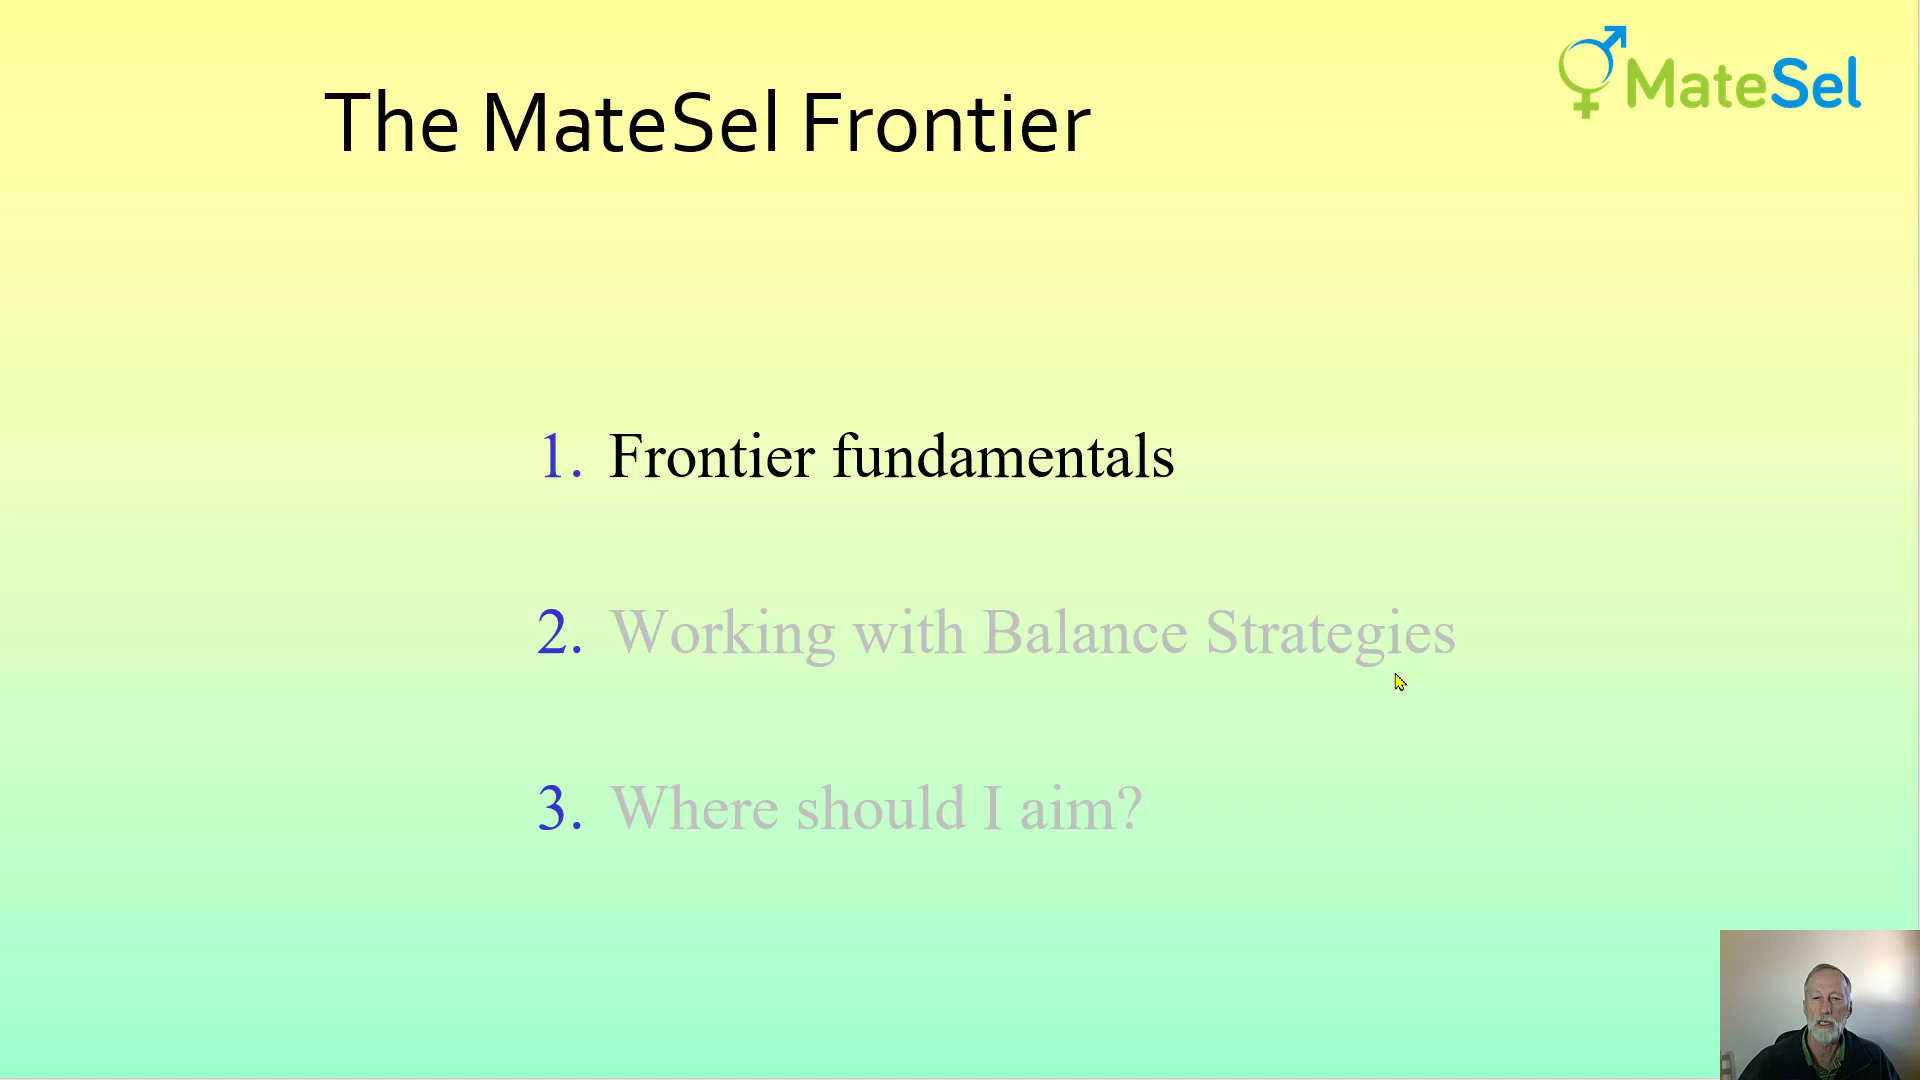 MateSel
The MateSel Frontier
1. Frontier fundamentals
2. Working with Balance Strategies
3. Where should I aim?